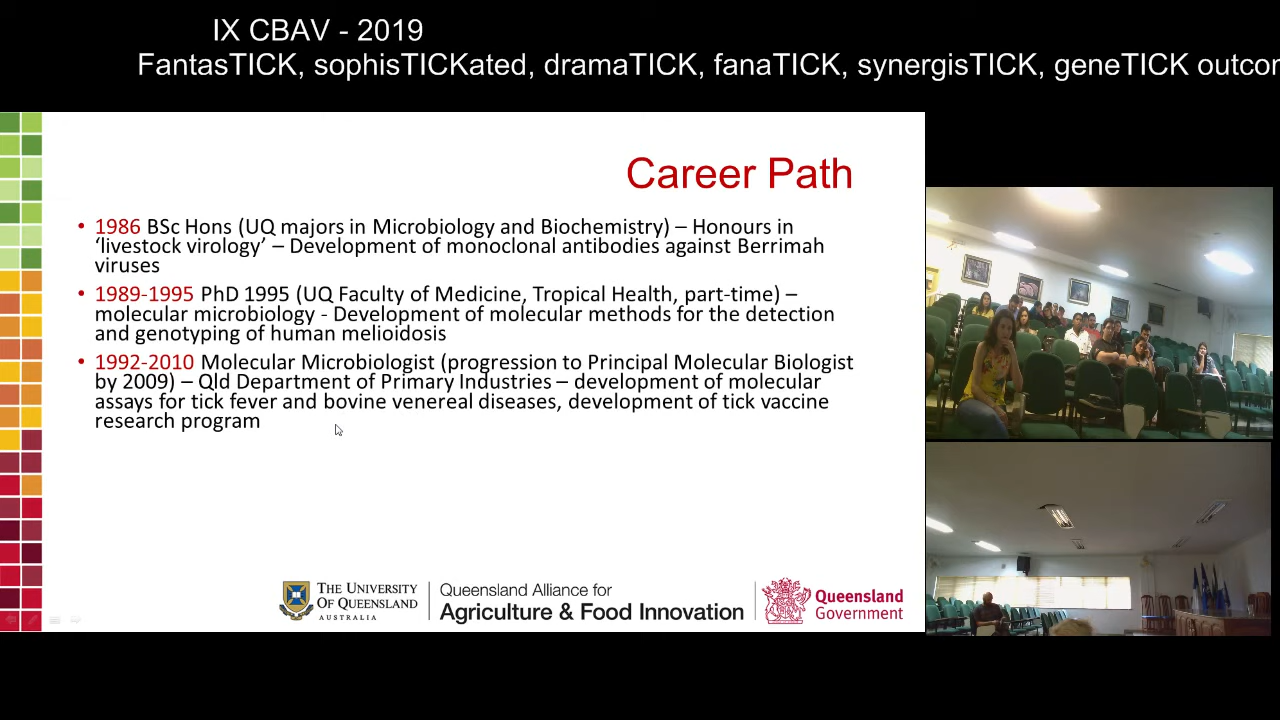 IX CBAV - 2019
FantasTICK, sophisTICKated, dramaTICK, fanaTICK, synergisTICK, geneTICK outcor
Career Path
• 1986 BSc Hons (UQ majors in Microbiology and Biochemistry) – Honours in
‘livestock virology’ – Development of monoclonal antibodies against Berrimah
viruses
• 1989-1995 PhD 1995 (UQ Faculty of Medicine, Tropical Health, part-time) –
molecular microbiology - Development of molecular methods for the detection
and genotyping of human melioidosis
• 1992-2010 Molecular Microbiologist (progression to Principal Molecular Biologist
by 2009) – Qld Department of Primary Industries – development of molecular
assays for tick fever and bovine venereal diseases, development of tick vaccine
research program
THE UNIVERSITY
OF QUEENSLAND
AUSTRALIA
Queensland Alliance for
Agriculture & Food Innovation
Queensland
Government